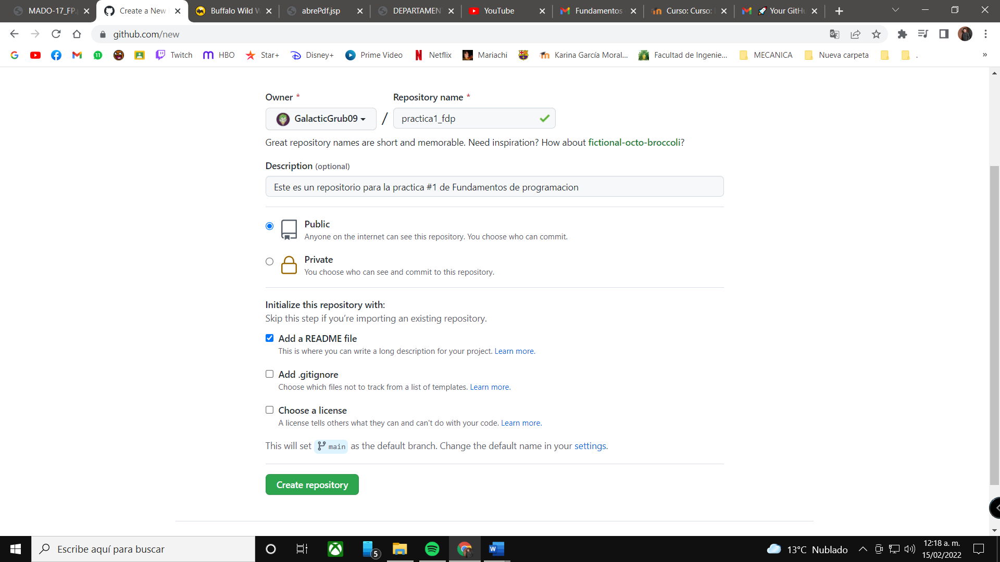 MADO-17_FP.
Create a New
Buffalo Wild W
abrePdf.jsp
DEPARTAMEN
YouTube
Fundamentos
Curso: Curso:
Your GitHu
github.com/new
11
Twitch
HBO
Star+
Disney+
Prime Video
Netflix
Mariachi
Karina García Moral...
Facultad de Ingenie...
MECANICA
Nueva carpeta
.
»
Owner *
Repository name *
GalacticGrub09
/
practica1_fdp
Great repository names are short and memorable. Need inspiration? How about fictional-octo-broccoli?
Description (optional)
Este es un repositorio para la practica #1 de Fundamentos de programacion
Public
Anyone on the internet can see this repository. You choose who can commit.
Private
You choose who can see and commit to this repository.
Initialize this repository with:
Skip this step if you’re importing an existing repository.
Add a README file
This is where you can write a long description for your project. Learn more.
Add .gitignore
Choose which files not to track from a list of templates. Learn more.
Choose a license
A license tells others what they can and can't do with your code. Learn more.
This will set main as the default branch. Change the default name in your settings.
Create repository
Escribe aquí para buscar
5
13°C Nublado
12:18 a. m.
15/02/2022